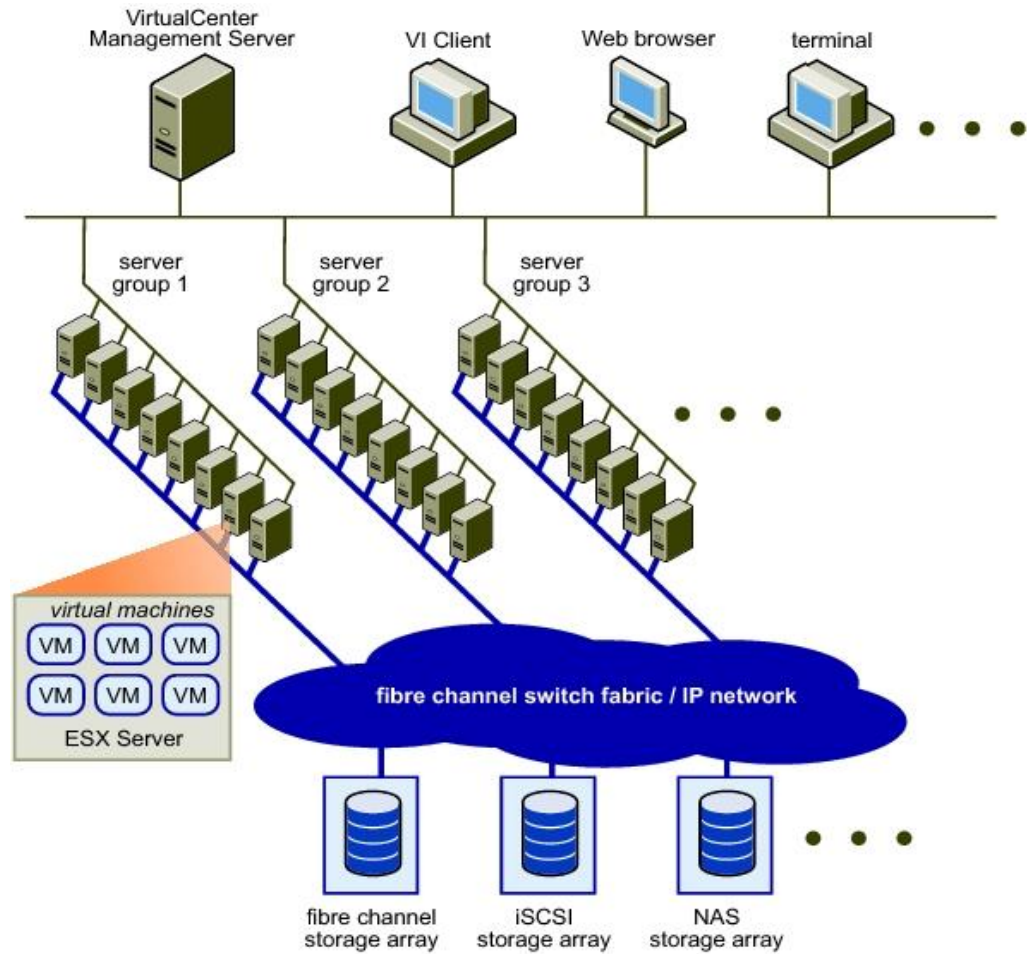 VirtualCenter
Management Server
VI Client
Web browser
terminal
server
group 1
server
group 2
server
group 3
virtual machines
VM VM VM
VM VM VM
ESX Server
fibre channel switch fabric / IP network
fibre channel
storage array
iSCSI
storage array
NAS
storage array